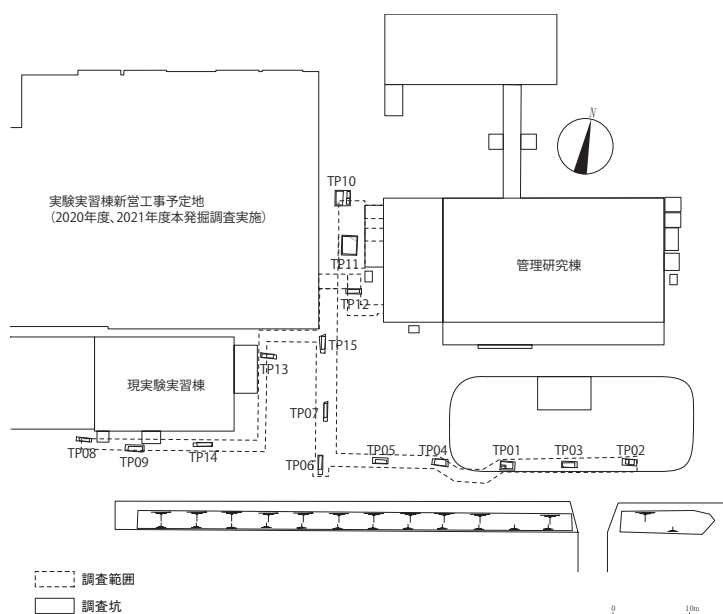 N
TP10
実験実習棟新営工事予定地
（2020年度、2021年度本発掘調査実施）
TP11
管理研究棟
TP12
TP15
TP13
現実験実習棟
TP07
TP08
TP09
TP14
TP06
TP05
TP04
TP01
TP03
TP02
調査範囲
調査坑
0 10m